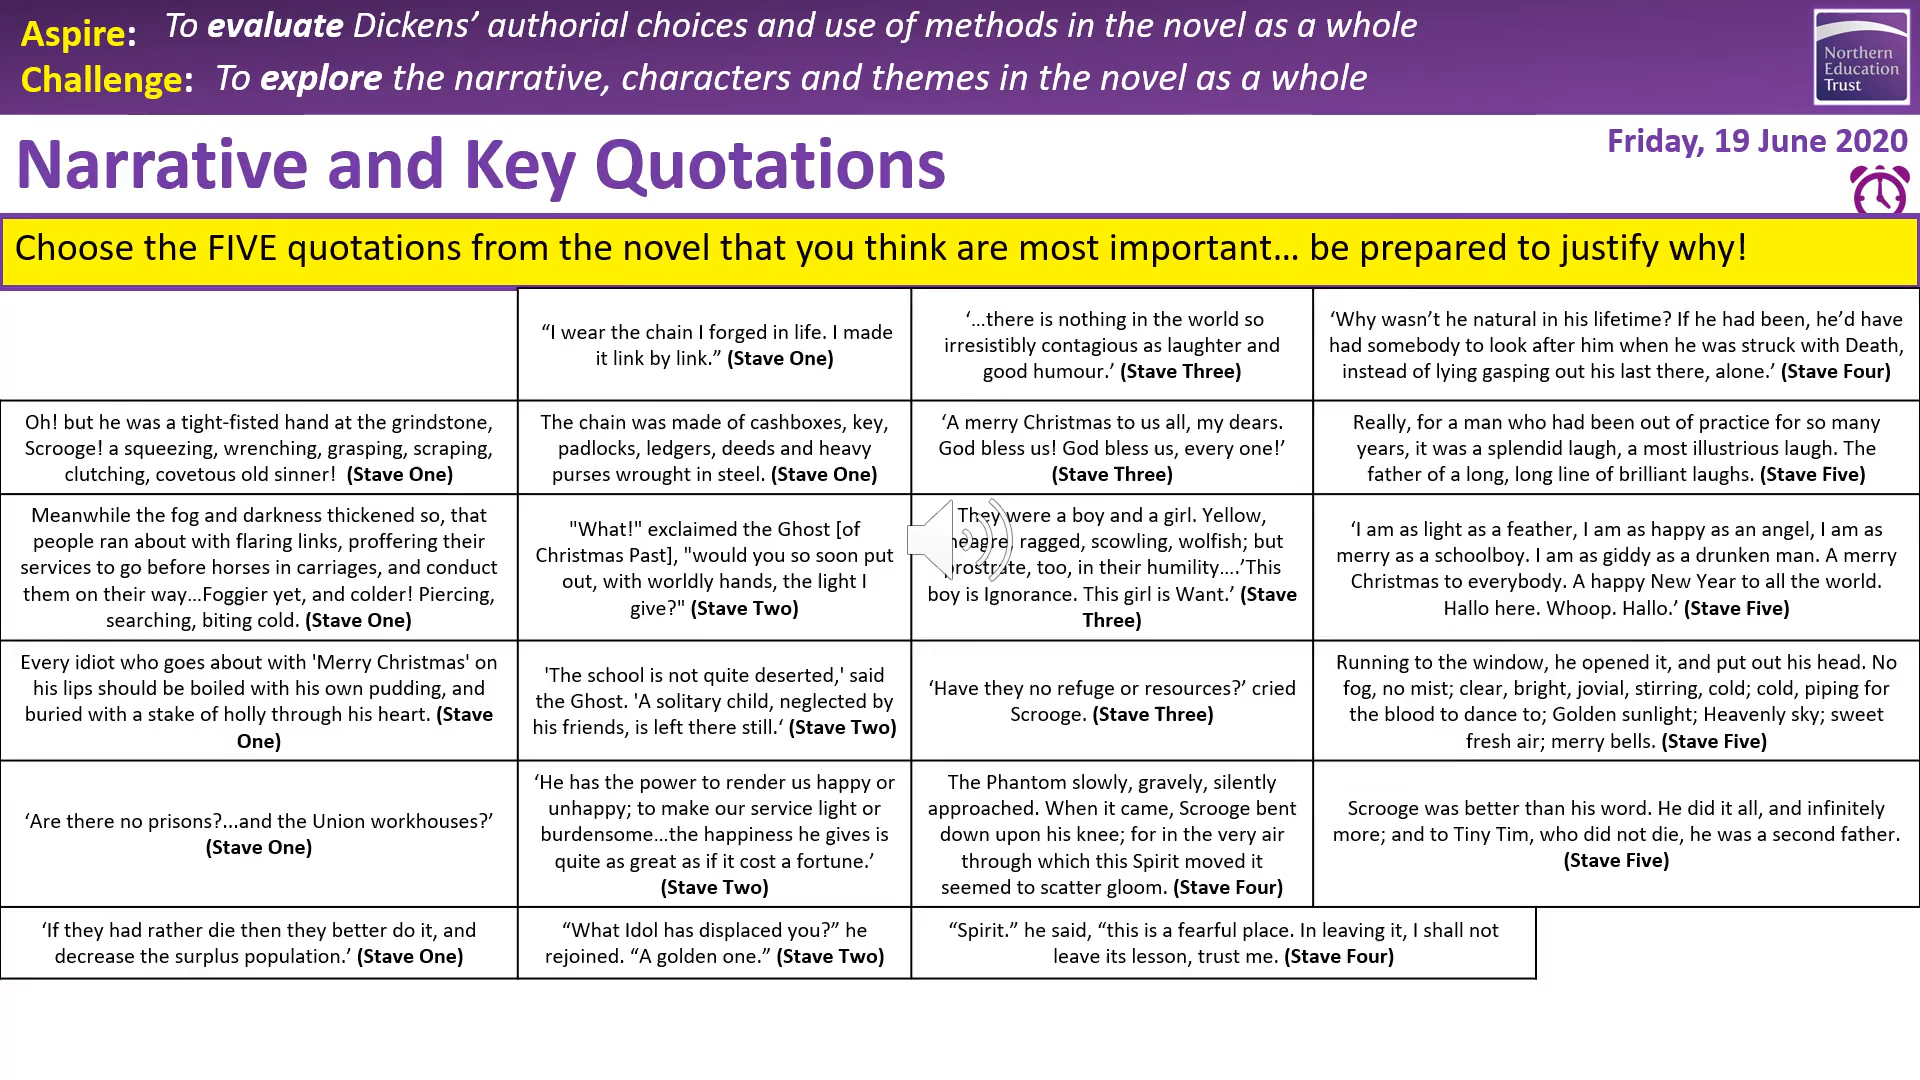 Aspire: To evaluate Dickens’ authorial choices and use of methods in the novel as a whole
Challenge: To explore the narrative, characters and themes in the novel as a whole
Northern
Education
Trust
Narrative and Key Quotations
Friday, 19 June 2020
Choose the FIVE quotations from the novel that you think are most important… be prepared to justify why!
“I wear the chain I forged in life. I made
it link by link.” (Stave One)
‘…there is nothing in the world so
irresistibly contagious as laughter and
good humour.’ (Stave Three)
‘Why wasn’t he natural in his lifetime? If he had been, he’d have
had somebody to look after him when he was struck with Death,
instead of lying gasping out his last there, alone.’ (Stave Four)
Oh! but he was a tight-fisted hand at the grindstone,
Scrooge! a squeezing, wrenching, grasping, scraping,
clutching, covetous old sinner! (Stave One)
The chain was made of cashboxes, key,
padlocks, ledgers, deeds and heavy
purses wrought in steel. (Stave One)
‘A merry Christmas to us all, my dears.
God bless us! God bless us, every one!’
(Stave Three)
Really, for a man who had been out of practice for so many
years, it was a splendid laugh, a most illustrious laugh. The
father of a long, long line of brilliant laughs. (Stave Five)
Meanwhile the fog and darkness thickened so, that
people ran about with flaring links, proffering their
services to go before horses in carriages, and conduct
them on their way…Foggier yet, and colder! Piercing,
searching, biting cold. (Stave One)
"What!" exclaimed the Ghost [of
Christmas Past], "would you so soon put
out, with worldly hands, the light I
give?" (Stave Two)
They were a boy and a girl. Yellow,
meagre, ragged, scowling, wolfish; but
prostrate, too, in their humility….’This
boy is Ignorance. This girl is Want.’ (Stave
Three)
‘I am as light as a feather, I am as happy as an angel, I am as
merry as a schoolboy. I am as giddy as a drunken man. A merry
Christmas to everybody. A happy New Year to all the world.
Hallo here. Whoop. Hallo.’ (Stave Five)
Every idiot who goes about with 'Merry Christmas' on
his lips should be boiled with his own pudding, and
buried with a stake of holly through his heart. (Stave
One)
'The school is not quite deserted,' said
the Ghost. 'A solitary child, neglected by
his friends, is left there still.‘ (Stave Two)
‘Have they no refuge or resources?’ cried
Scrooge. (Stave Three)
Running to the window, he opened it, and put out his head. No
fog, no mist; clear, bright, jovial, stirring, cold; cold, piping for
the blood to dance to; Golden sunlight; Heavenly sky; sweet
fresh air; merry bells. (Stave Five)
‘Are there no prisons?...and the Union workhouses?’
(Stave One)
‘He has the power to render us happy or
unhappy; to make our service light or
burdensome…the happiness he gives is
quite as great as if it cost a fortune.’
(Stave Two)
The Phantom slowly, gravely, silently
approached. When it came, Scrooge bent
down upon his knee; for in the very air
through which this Spirit moved it
seemed to scatter gloom. (Stave Four)
Scrooge was better than his word. He did it all, and infinitely
more; and to Tiny Tim, who did not die, he was a second father.
(Stave Five)
‘If they had rather die then they better do it, and
decrease the surplus population.’ (Stave One)
“What Idol has displaced you?” he
rejoined. “A golden one.” (Stave Two)
“Spirit.” he said, “this is a fearful place. In leaving it, I shall not
leave its lesson, trust me. (Stave Four)